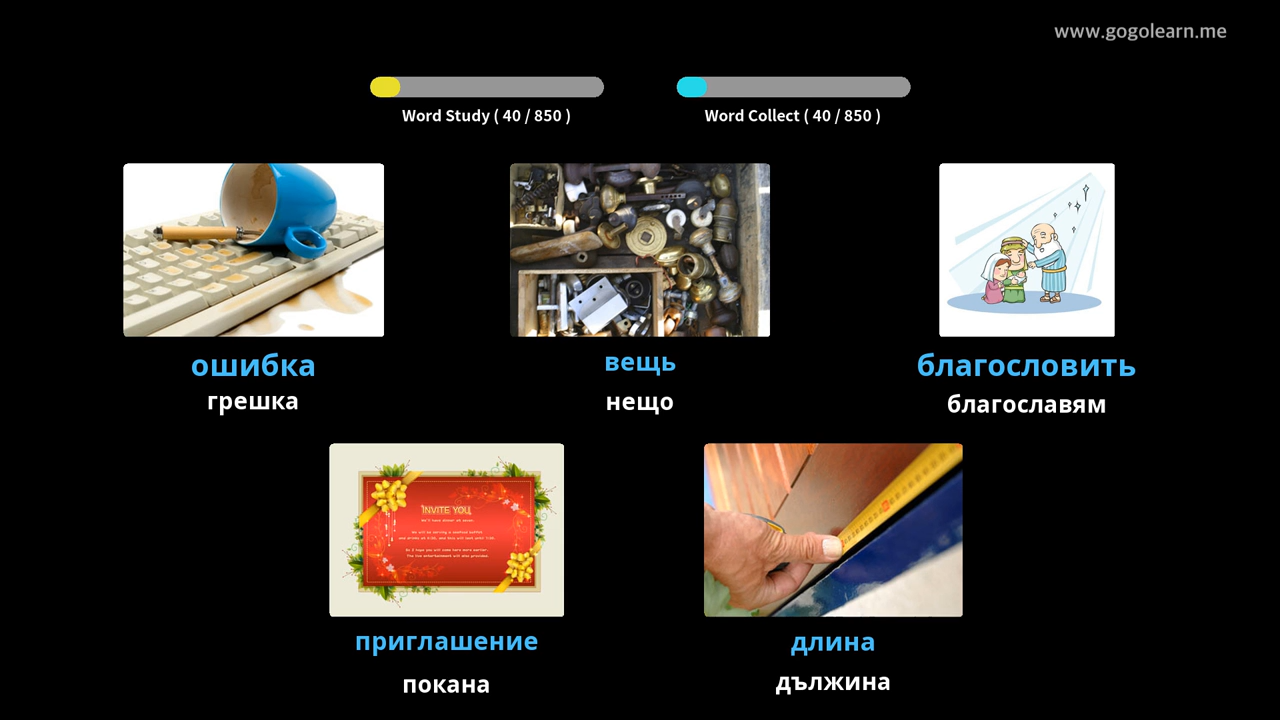 www.gogolearn.me
Word Study ( 40 / 850 )
Word Collect ( 40 / 850 )
ошибка
вещь
благословить
грешка
нещо
благославям
INVITE YOU
приглашение
длина
покана
дължина